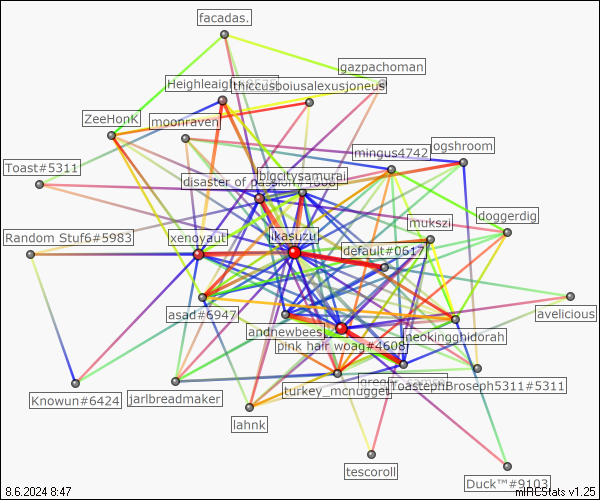 facadas.
gazpachoman
Heighleaigh
thiccusboiusalexusjoneus
ZeeHonK
moonraven
ogshroom
mingus4742
Toast#5311
bigcitysamurai
disaster of passion#4608
doggerdig
mukszi
Random Stuf6#5983
xenoyaut
ikasuzu
default#0617
avelicious
asad#6947
andnewbees
neokingghidorah
pink hair woag#4608
ToastephBroseph5311#5311
turkey_mcnugget
Knowun#6424
jarlbreadmaker
lahnk
tescoroll
Duck™#9103
8.6.2024 8:47
mIRCStats v1.25